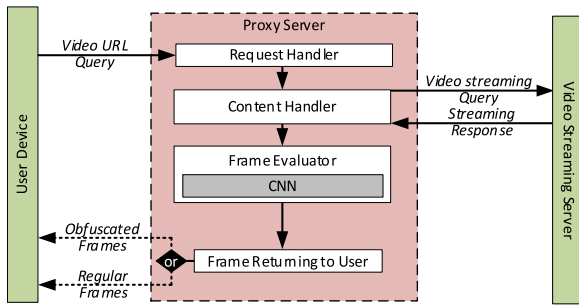 Proxy Server
Video URL
Query
Request Handler
Content Handler
Video streaming
Query
Streaming
Response
Frame Evaluator
CNN
User Device
Video Streaming Server
Obfuscated
Frames
or
Frame Returning to User
Regular
Frames